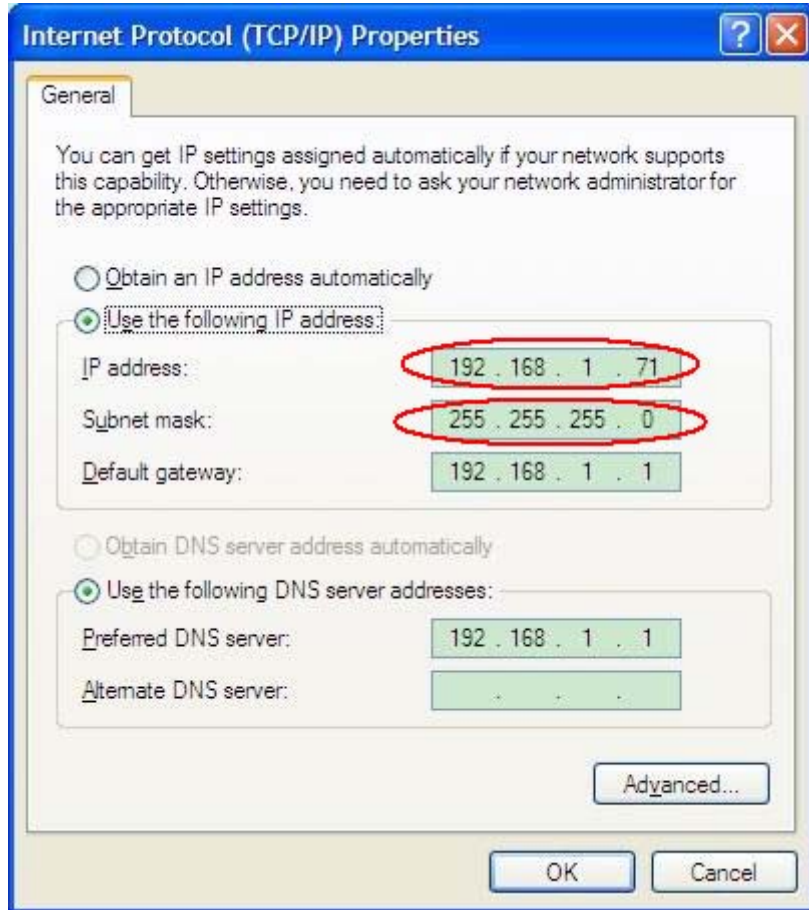 Internet Protocol (TCP/IP) Properties
General
You can get IP settings assigned automatically if your network supports
this capability. Otherwise, you need to ask your network administrator for
the appropriate IP settings.
Obtain an IP address automatically
Use the following IP address:
IP address: 192 . 168 . 1 . 71
Subnet mask: 255 . 255 . 255 . 0
Default gateway: 192 . 168 . 1 . 1
Obtain DNS server address automatically
Use the following DNS server addresses:
Preferred DNS server: 192 . 168 . 1 . 1
Alternate DNS server: . . .
Advanced...
OK Cancel